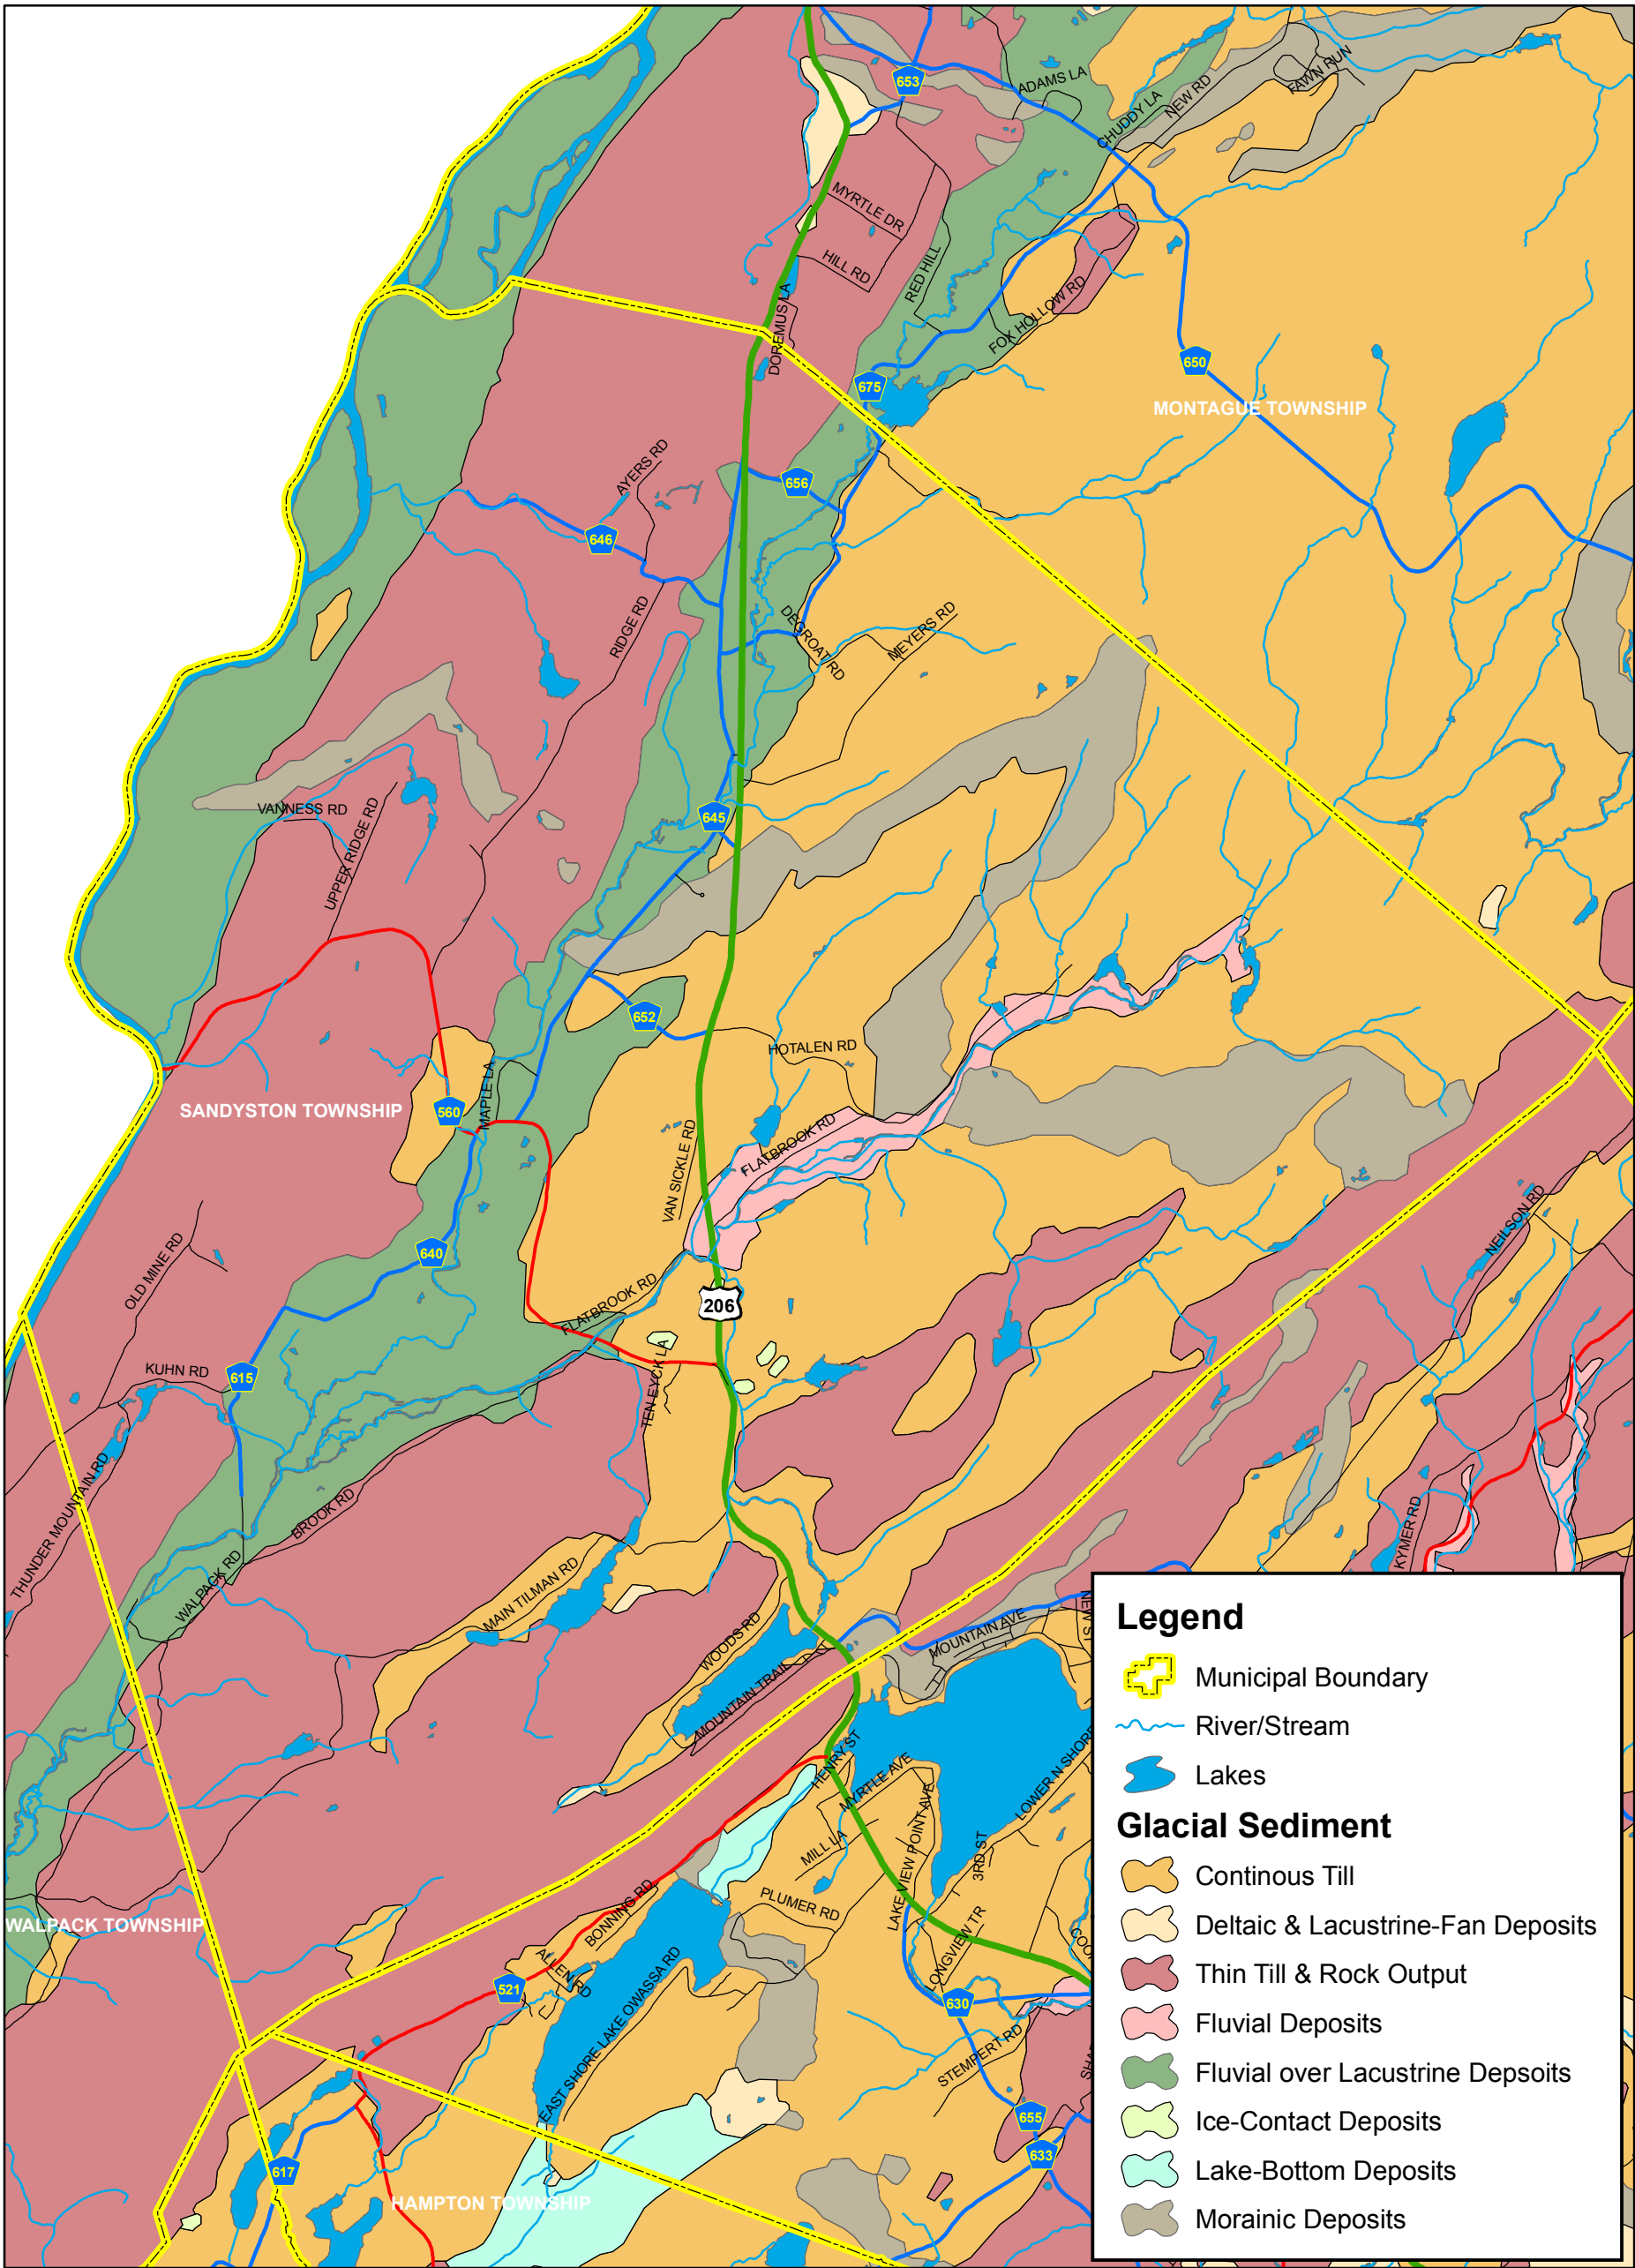 653
ADAMS LA
FAWN RUN
NEW RD
CHUDDY LA
MYRTLE DR
HILL RD
RED HILL
DOREMUS LA
FOX HOLLOW RD
650
675
MONTAGUE TOWNSHIP
AYERS RD
656
646
RIDGE RD
DEGROAT RD
MEYERS RD
VANNESS RD
UPPER RIDGE RD
645
652
HOTALEN RD
MAPLE LA
SANDYSTON TOWNSHIP
560
VAN SICKLE RD
FLATBROOK RD
NEILSON RD
OLD MINE RD
640
FLATBROOK RD
206
KUHN RD
615
TEN EYCK LA
THUNDER MOUNTAIN RD
BROOK RD
KYMER RD
WALPACK RD
MAIN TILMAN RD
WOODS RD
MOUNTAIN AVE
NEW ST
MOUNTAIN TRAIL
HENRY ST
MYRTLE AVE
LOWER N SHORE
LAKE VIEW POINT AVE
3RD ST
MILL LA
PLUMER RD
BONNING RD
WALPACK TOWNSHIP
ALLEN RD
521
LONGVIEW TR
COO
630
EAST SHORE LAKE OWASSA RD
STEMPERT RD
655
633
617
HAMPTON TOWNSHIP
Legend
Municipal Boundary
River/Stream
Lakes
Glacial Sediment
Continous Till
Deltaic & Lacustrine-Fan Deposits
Thin Till & Rock Output
Fluvial Deposits
Fluvial over Lacustrine Depsoits
Ice-Contact Deposits
Lake-Bottom Deposits
Morainic Deposits